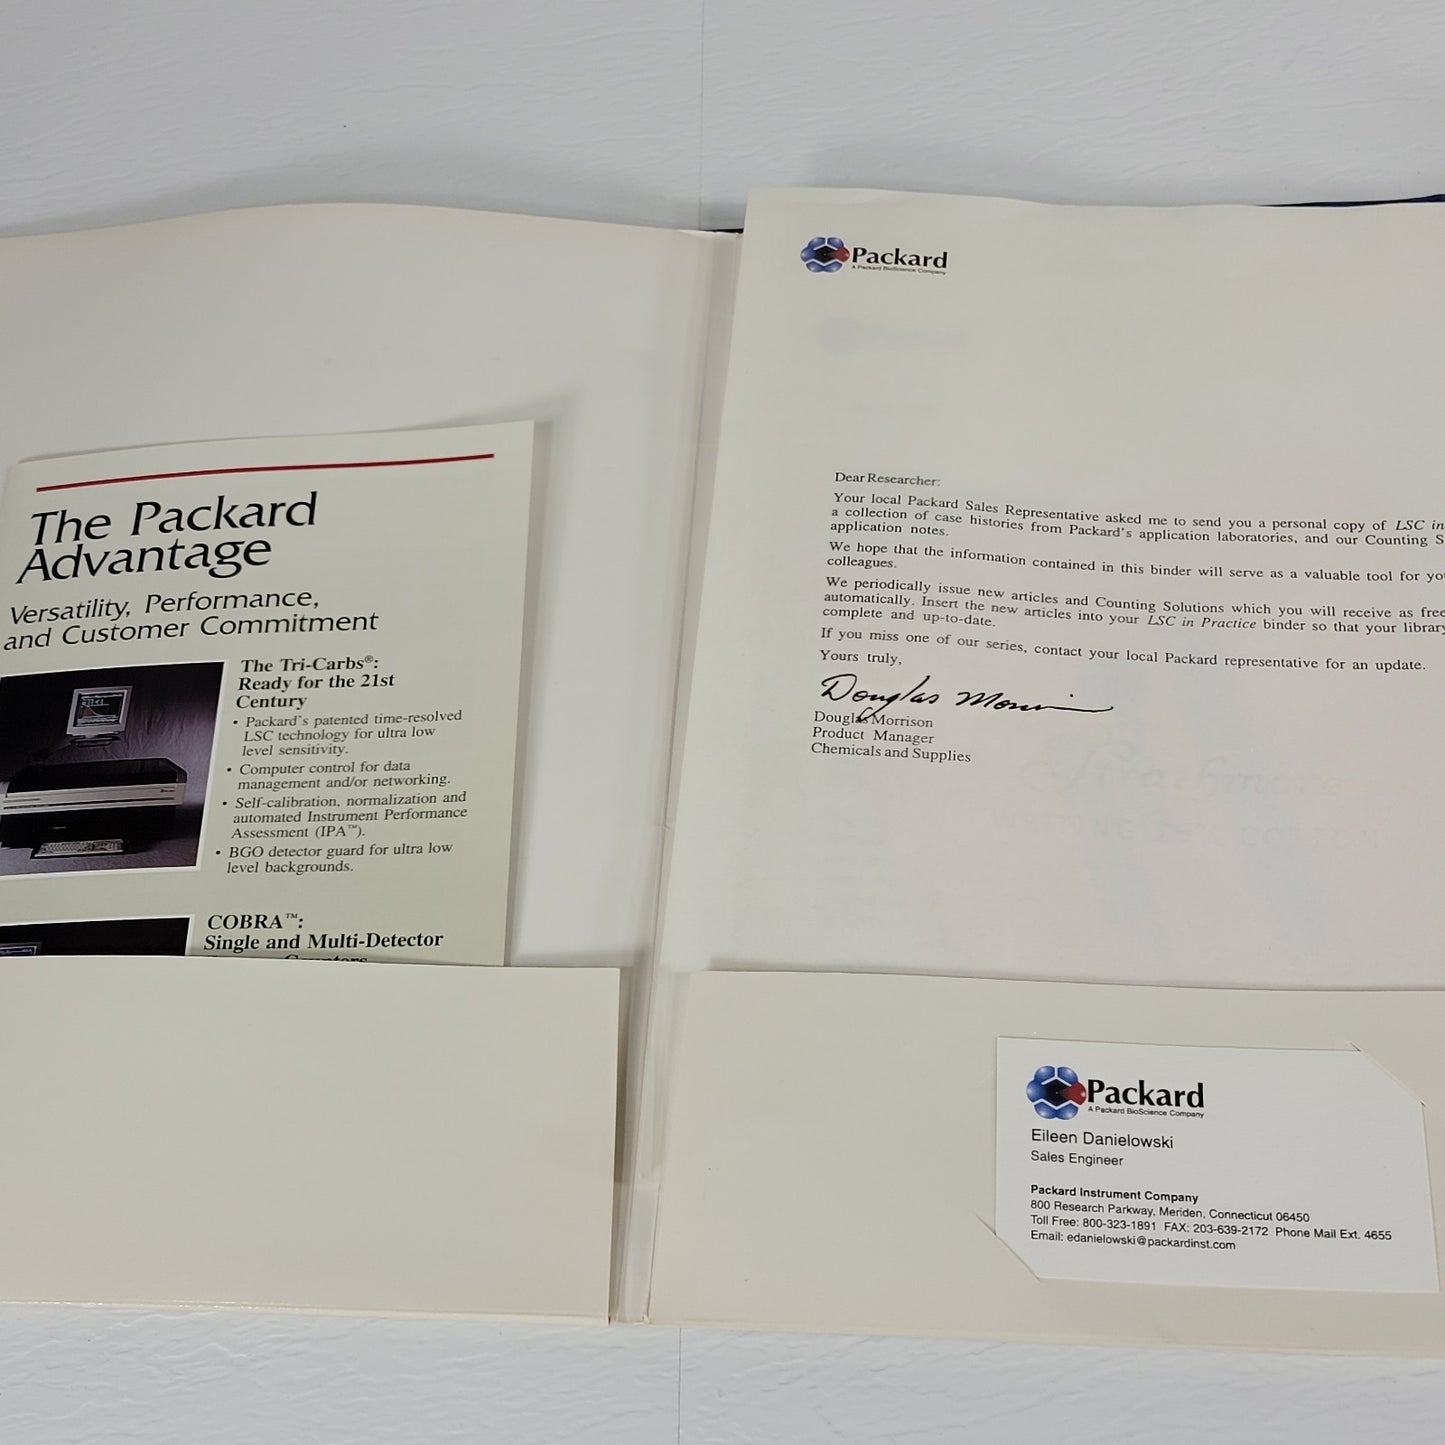 The Packard
Advantage
Versatility, Performance,
and Customer Commitment
The Tri-Carbs®:
Ready for the 21st
Century
• Packard's patented time-resolved
LSC technology for ultra low
level sensitivity.
• Computer control for data
management and/or networking.
• Self-calibration, normalization and
automated Instrument Performance
Assessment (IPA™).
• BGO detector guard for ultra low
level backgrounds.
COBRA™:
Single and Multi-Detector
Counters
Packard
A Packard BioScience Company
Dear Researcher:
Your local Packard Sales Representative asked me to send you a personal copy of LSC in
a collection of case histories from Packard's application laboratories, and our Counting S
application notes.
We hope that the information contained in this binder will serve as a valuable tool for you
colleagues.
We periodically issue new articles and Counting Solutions which you will receive as free
automatically. Insert the new articles into your LSC in Practice binder so that your library
complete and up-to-date.
If you miss one of our series, contact your local Packard representative for an update.
Yours truly,
Douglas Morrison
Douglas Morrison
Product Manager
Chemicals and Supplies
Packard
A Packard BioScience Company
Eileen Danielowski
Sales Engineer
Packard Instrument Company
800 Research Parkway, Meriden, Connecticut 06450
Toll Free: 800-323-1891 FAX: 203-639-2172 Phone Mail Ext. 4655
Email: edanielowski@packardinst.com